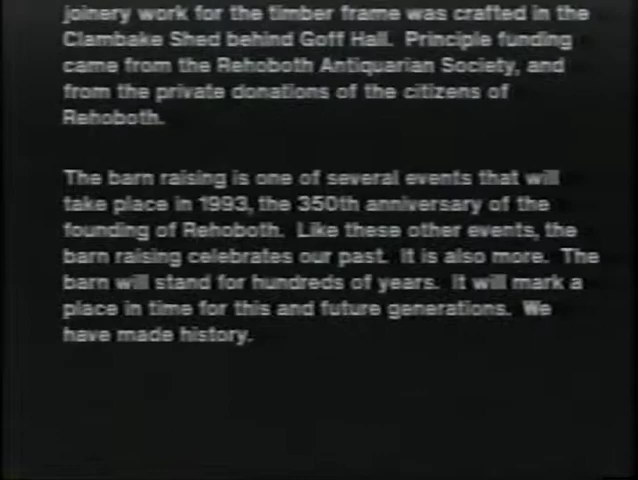 joinery work for the timber frame was crafted in the
Clambake Shed behind Goff Hall.  Principle funding
came from the Rehoboth Antiquarian Society, and
from the private donations of the citizens of
Rehoboth.
The barn raising is one of several events that will
take place in 1993, the 350th anniversary of the
founding of Rehoboth.  Like these other events, the
barn raising celebrates our past.  It is also more.  The
barn will stand for hundreds of years.  It will mark a
place in time for this and future generations.  We
have made history.